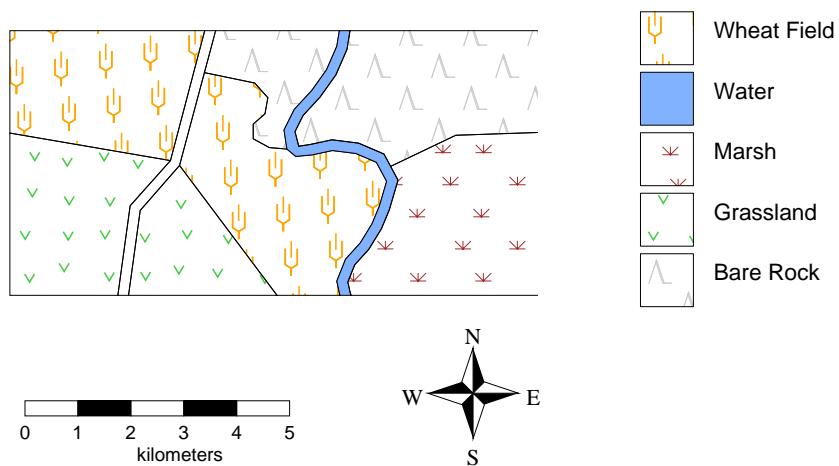 Wheat Field
Water
Marsh
Grassland
Bare Rock
N
W E
S
0 1 2 3 4 5
kilometers